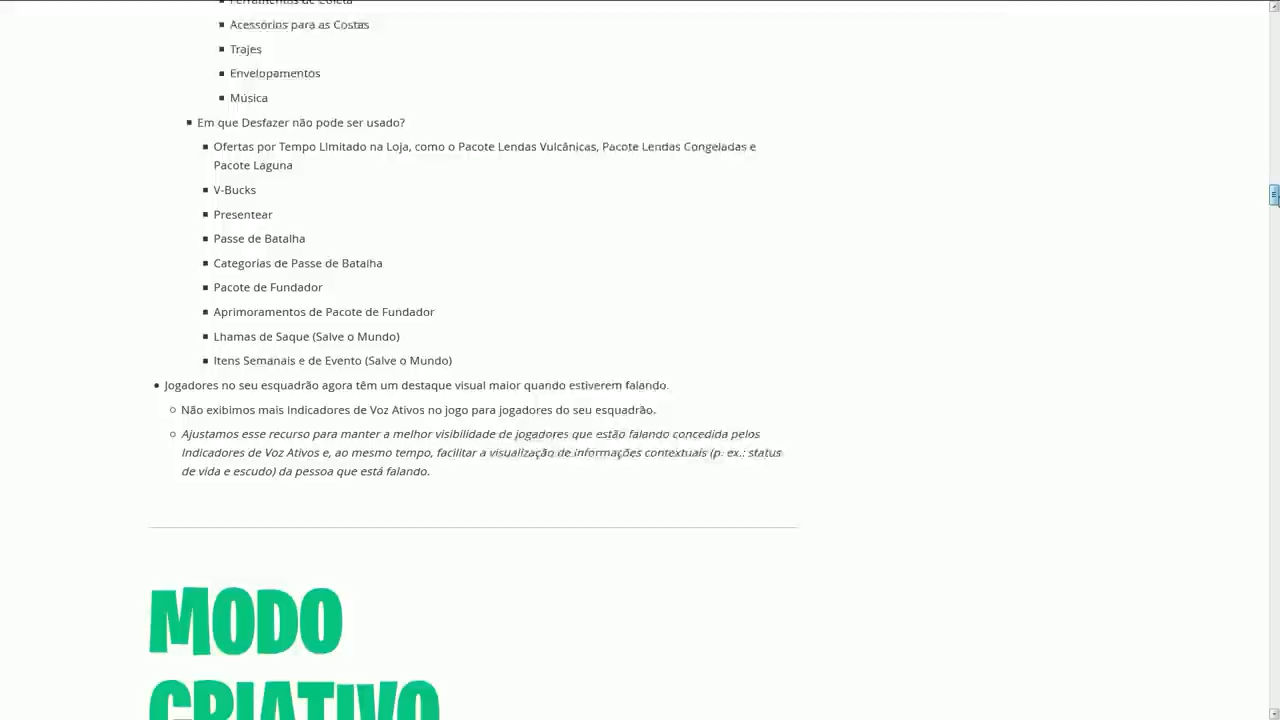 Ferramentas de Coleta
Acessórios para as Costas
Trajes
Envelopamentos
Música
Em que Desfazer não pode ser usado?
Ofertas por Tempo LImitado na Loja, como o Pacote Lendas Vulcânicas, Pacote Lendas Congeladas e
Pacote Laguna
V-Bucks
Presentear
Passe de Batalha
Categorias de Passe de Batalha
Pacote de Fundador
Aprimoramentos de Pacote de Fundador
Lhamas de Saque (Salve o Mundo)
Itens Semanais e de Evento (Salve o Mundo)
Jogadores no seu esquadrão agora têm um destaque visual maior quando estiverem falando.
Não exibimos mais Indicadores de Voz Ativos no jogo para jogadores do seu esquadrão.
Ajustamos esse recurso para manter a melhor visibilidade de jogadores que estão falando concedida pelos
Indicadores de Voz Ativos e, ao mesmo tempo, facilitar a visualização de informações contextuais (p. ex.: status
de vida e escudo) da pessoa que está falando.
MODO
CRIATIVO